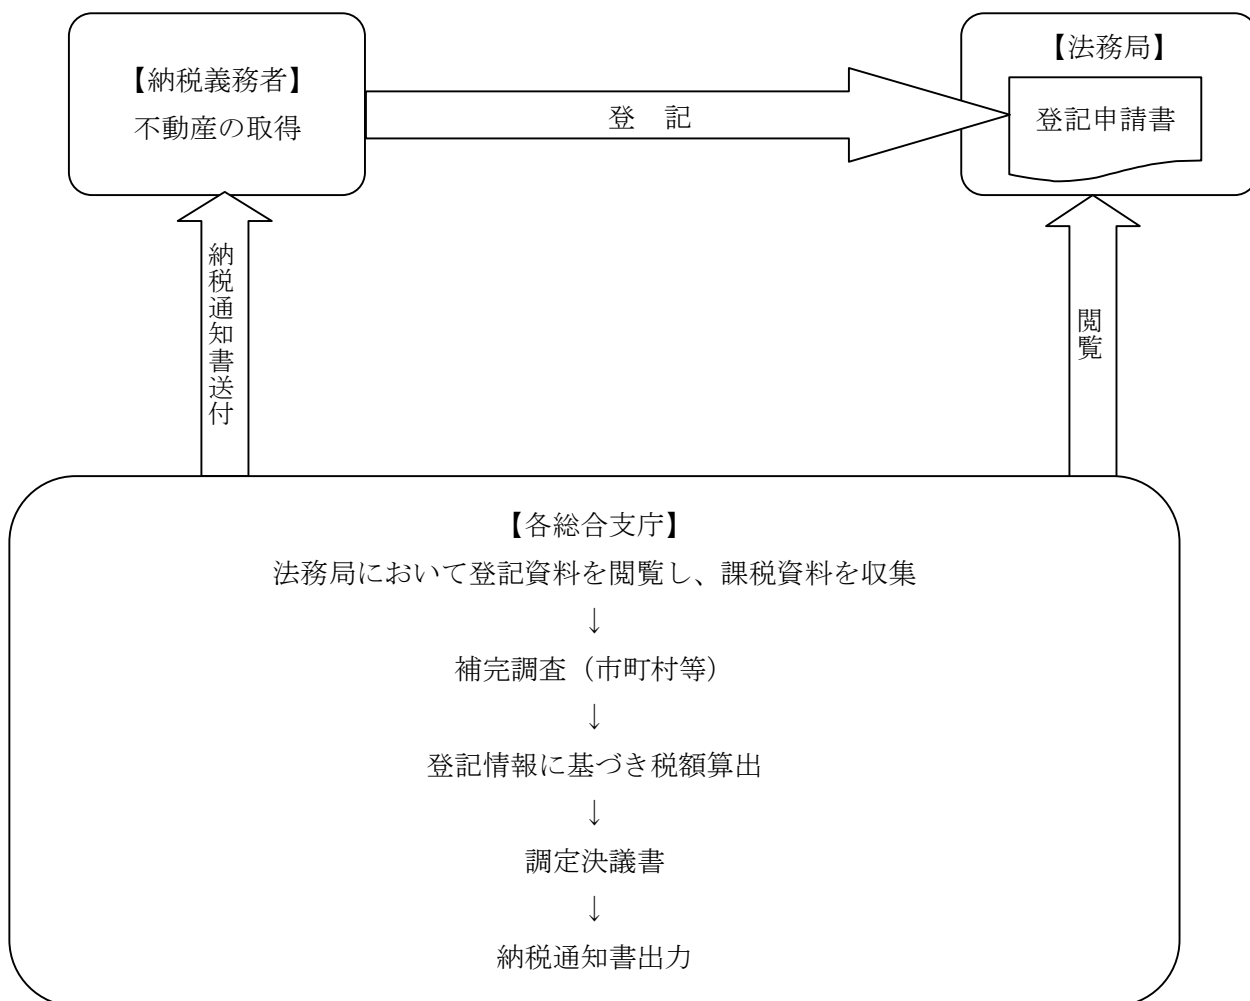 【納税義務者】
不動産の取得
登　記
【法務局】
登記申請書
納税通知書送付
閲覧
【各総合支庁】
法務局において登記資料を閲覧し、課税資料を収集
↓
補完調査（市町村等）
↓
登記情報に基づき税額算出
↓
調定決議書
↓
納税通知書出力